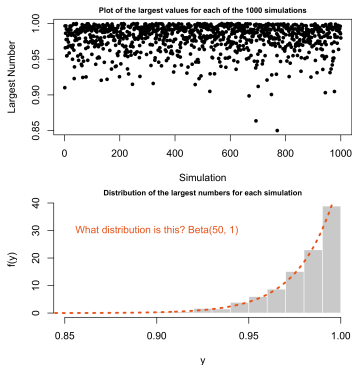 Plot of the largest values for each of the 1000 simulations
Largest Number
1.00
0.95
0.90
0.85
0
200
400
600
800
1000
Simulation
Distribution of the largest numbers for each simulation
What distribution is this? Beta(50, 1)
f(y)
40
30
20
10
0
0.85
0.90
0.95
1.00
y